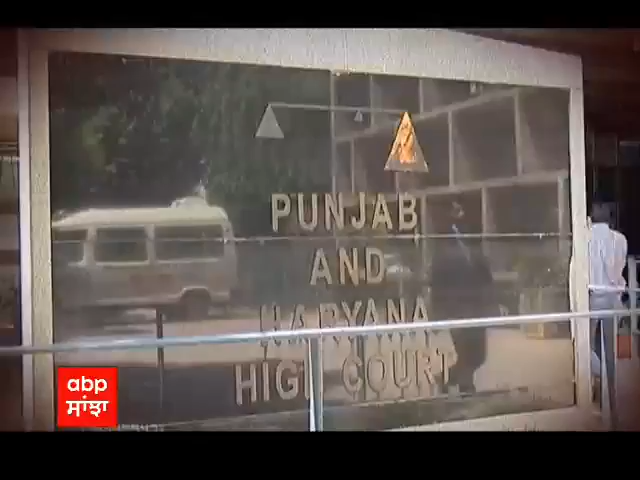 PUNJAB
AND
HARYANA
HIGH COURT
abp
ਸਾਂਝਾ